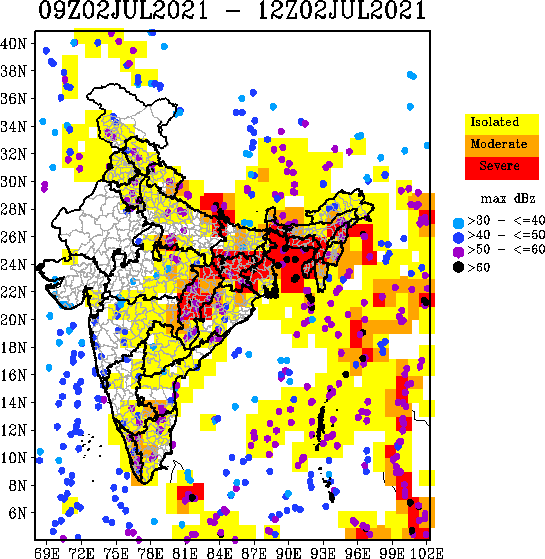 09Z02JUL2021 - 12Z02JUL2021
40N
38N
36N
34N
32N
30N
28N
26N
24N
22N
20N
18N
16N
14N
12N
10N
8N
6N
69E 72E 75E 78E 81E 84E 87E 90E 93E 96E 99E 102E
Isolated
Moderate
Severe
max dBz
>30 - <=40
>40 - <=50
>50 - <=60
>60